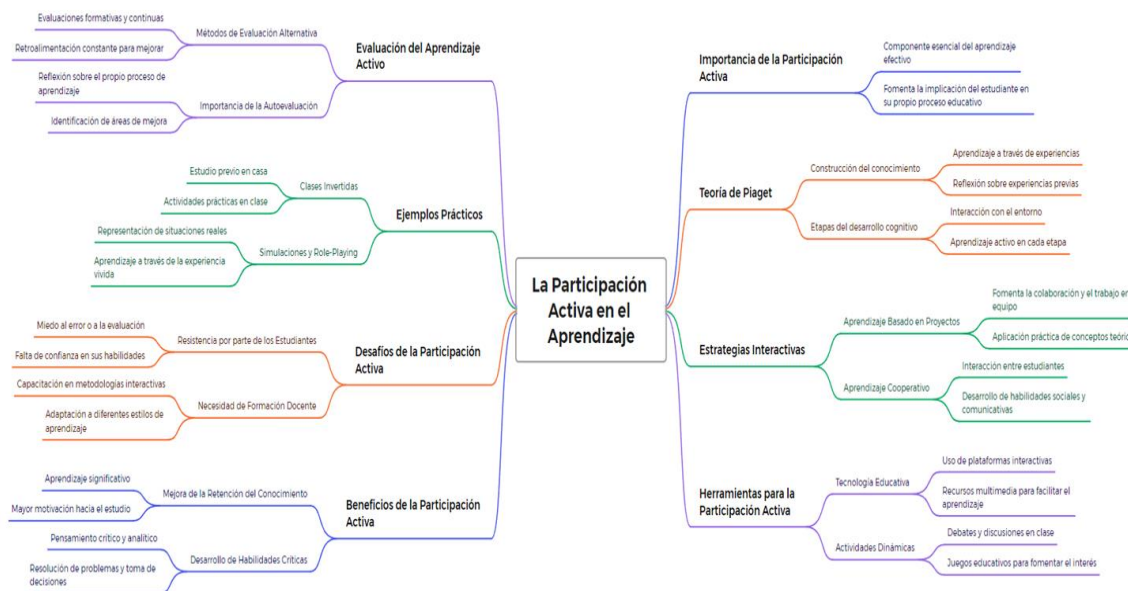 La Participación
Activa en el
Aprendizaje
Importancia de la Participación
Activa
Componente esencial del aprendizaje
efectivo
Fomenta la implicación del estudiante en
su propio proceso educativo
Teoría de Piaget
Construcción del conocimiento
Aprendizaje a través de experiencias
Reflexión sobre experiencias previas
Etapas del desarrollo cognitivo
Interacción con el entorno
Aprendizaje activo en cada etapa
Estrategias Interactivas
Aprendizaje Basado en Proyectos
Fomenta la colaboración y el trabajo en
equipo
Aplicación práctica de conceptos teóric
Aprendizaje Cooperativo
Interacción entre estudiantes
Desarrollo de habilidades sociales y
comunicativas
Herramientas para la
Participación Activa
Tecnología Educativa
Uso de plataformas interactivas
Recursos multimedia para facilitar el
aprendizaje
Actividades Dinámicas
Debates y discusiones en clase
Juegos educativos para fomentar el interés
Evaluación del Aprendizaje
Activo
Métodos de Evaluación Alternativa
Evaluaciones formativas y continuas
Retroalimentación constante para mejorar
Importancia de la Autoevaluación
Reflexión sobre el propio proceso de
aprendizaje
Identificación de áreas de mejora
Ejemplos Prácticos
Clases Invertidas
Estudio previo en casa
Actividades prácticas en clase
Simulaciones y Role-Playing
Representación de situaciones reales
Aprendizaje a través de la experiencia
vivida
Desafíos de la Participación
Activa
Resistencia por parte de los Estudiantes
Miedo al error o a la evaluación
Falta de confianza en sus habilidades
Necesidad de Formación Docente
Capacitación en metodologías interactivas
Adaptación a diferentes estilos de
aprendizaje
Beneficios de la Participación
Activa
Mejora de la Retención del Conocimiento
Aprendizaje significativo
Mayor motivación hacia el estudio
Desarrollo de Habilidades Críticas
Pensamiento crítico y analítico
Resolución de problemas y toma de
decisiones